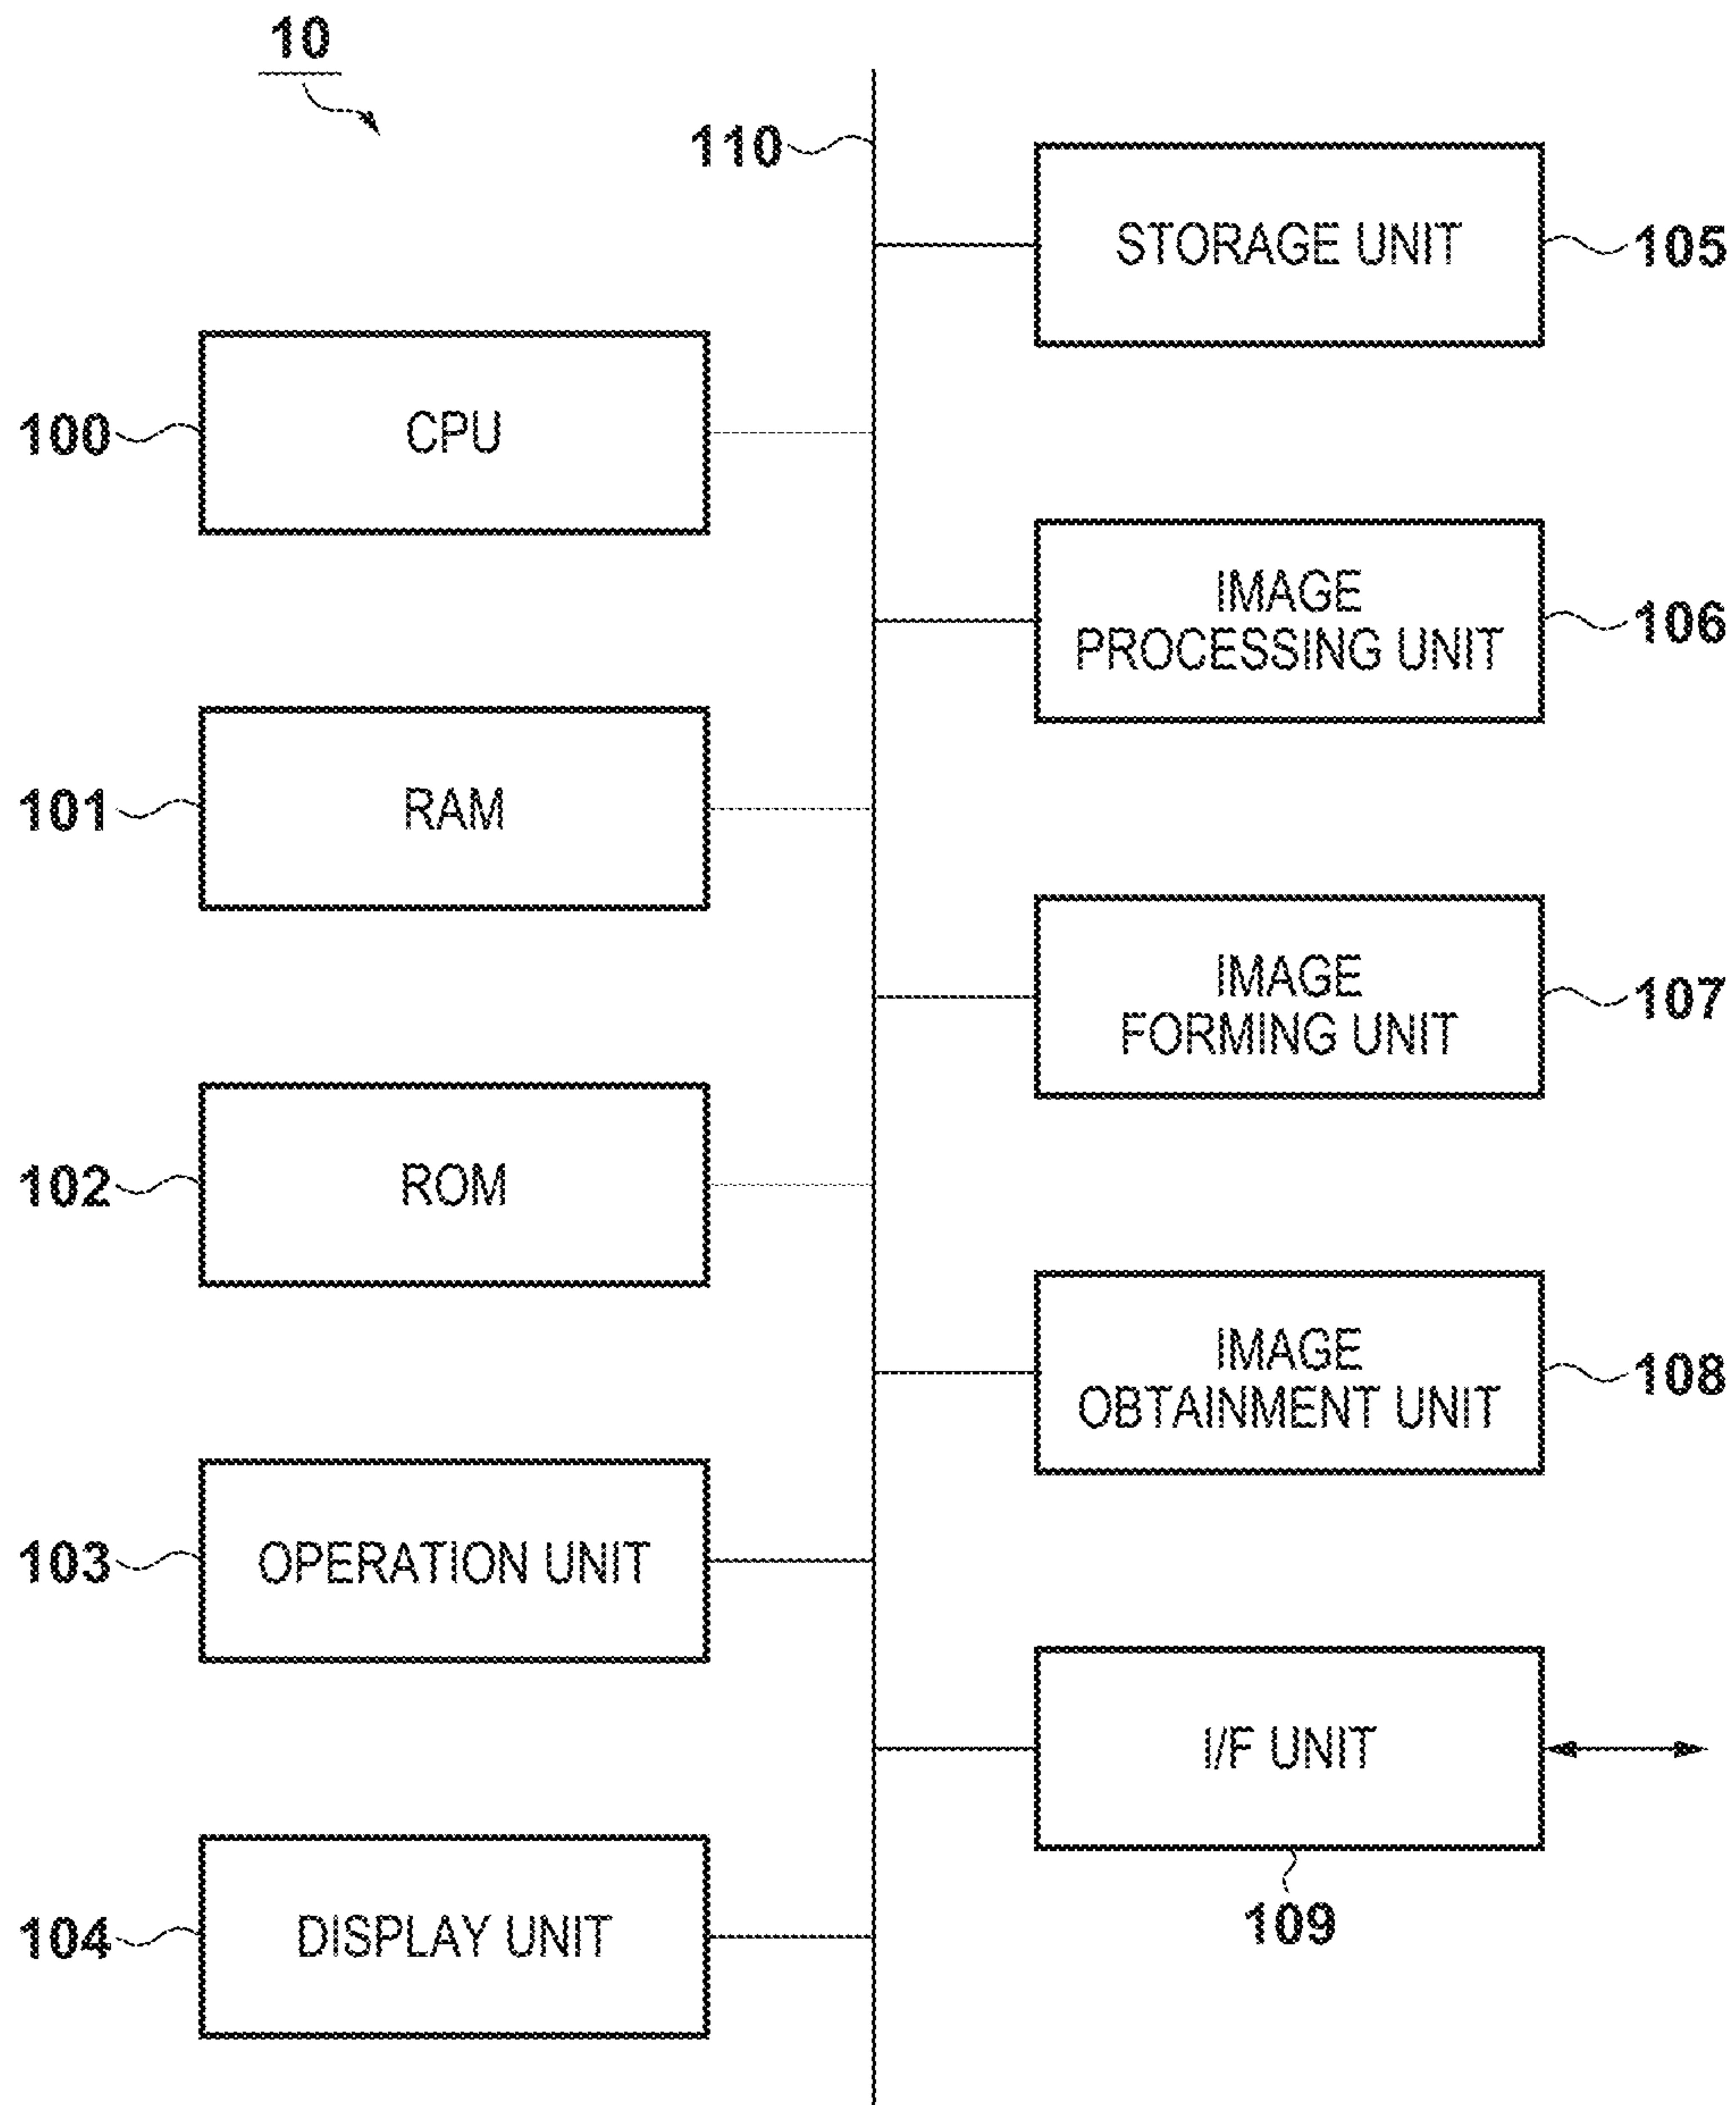 10
110
STORAGE UNIT
105
100
CPU
IMAGE
PROCESSING UNIT
106
101
RAM
IMAGE
FORMING UNIT
107
102
ROM
IMAGE
OBTAINMENT UNIT
108
103
OPERATION UNIT
I/F UNIT
109
104
DISPLAY UNIT